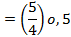 = (5/4) o, 5